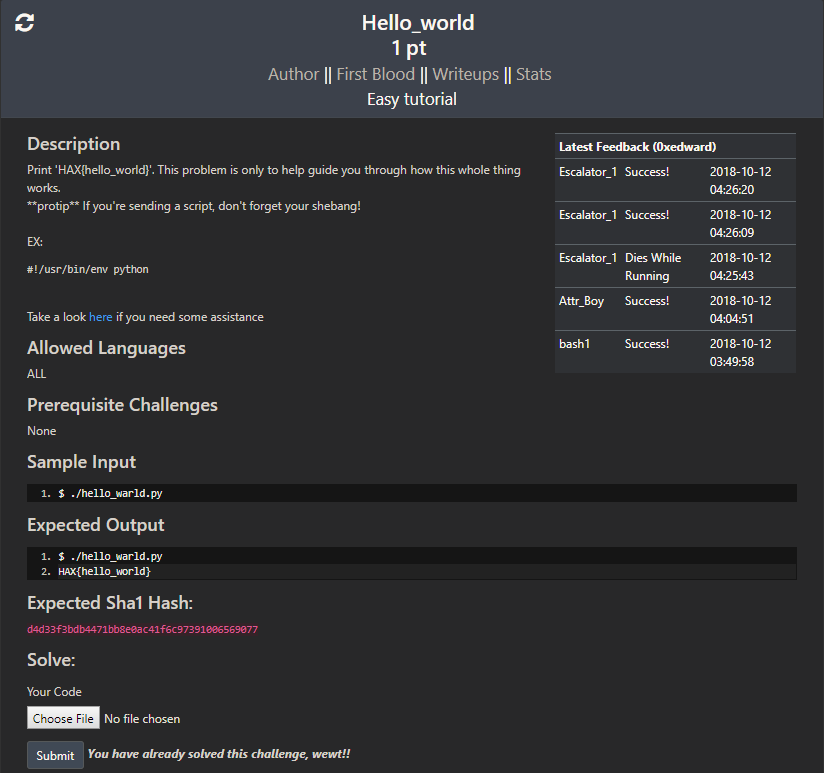 Hello_world
1 pt
Author || First Blood || Writeups || Stats
Easy tutorial
Description
Print 'HAX{hello_world}'. This problem is only to help guide you through how this whole thing
works.
**protip** If you're sending a script, don't forget your shebang!
EX:
#!/usr/bin/env python
Take a look here if you need some assistance
Latest Feedback (0xedward)
Escalator_1 Success! 2018-10-12
04:26:20
Escalator_1 Success! 2018-10-12
04:26:09
Escalator_1 Dies While 2018-10-12
Running 04:25:43
Attr_Boy Success! 2018-10-12
04:04:51
bash1 Success! 2018-10-12
03:49:58
Allowed Languages
ALL
Prerequisite Challenges
None
Sample Input
1. $ ./hello_warld.py
Expected Output
1. $ ./hello_warld.py
2. HAX{hello_world}
Expected Sha1 Hash:
d4d33f3bdb4471bb8e0ac41f6c97391006569077
Solve:
Your Code
Choose File No file chosen
Submit You have already solved this challenge, wewt!!